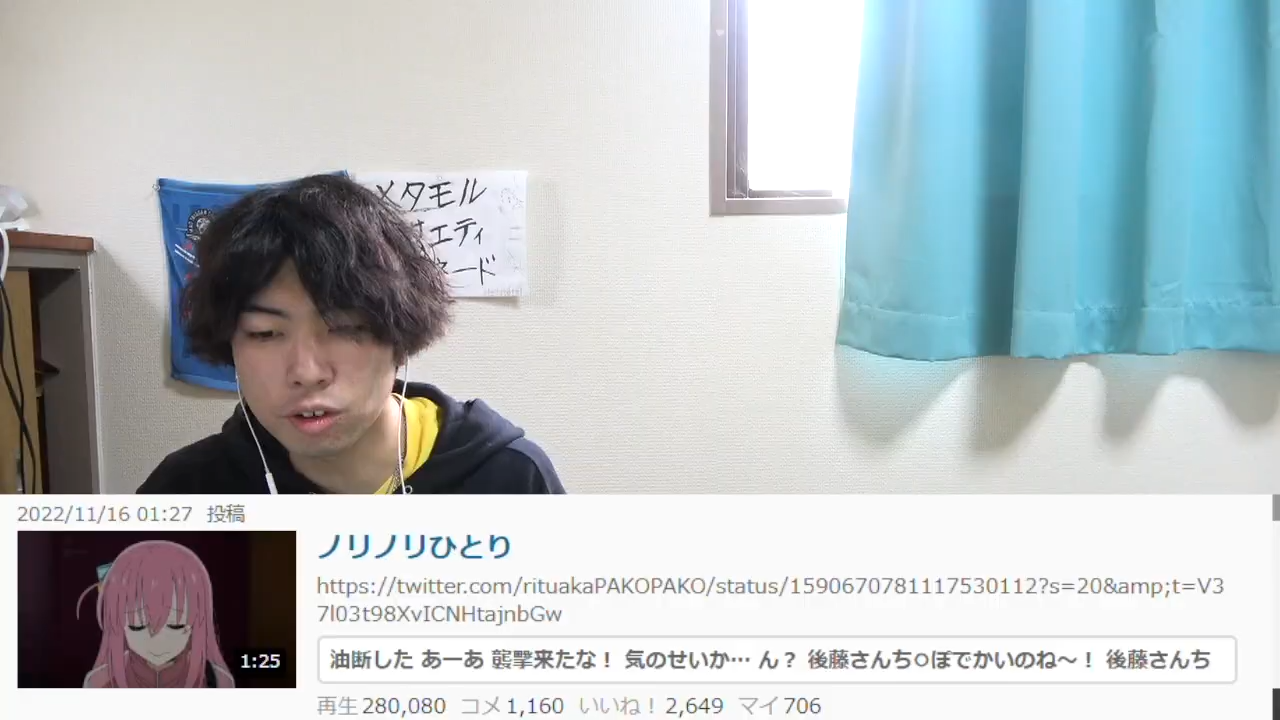 メタモル
エティ
ード
2022/11/16 01:27 投稿
ノリノリひとり
https://twitter.com/rituakaPAKOPAKO/status/1590670781117530112?s=20&amp;t=V3
7l03t98XvICNHtajnbGw
1:25
油断した あーあ 襲撃来たな！ 気のせいか… ん？ 後藤さんち○ぽでかいのね～！ 後藤さんち
再生 280,080 コメ 1,160 いいね！ 2,649 マイ 706